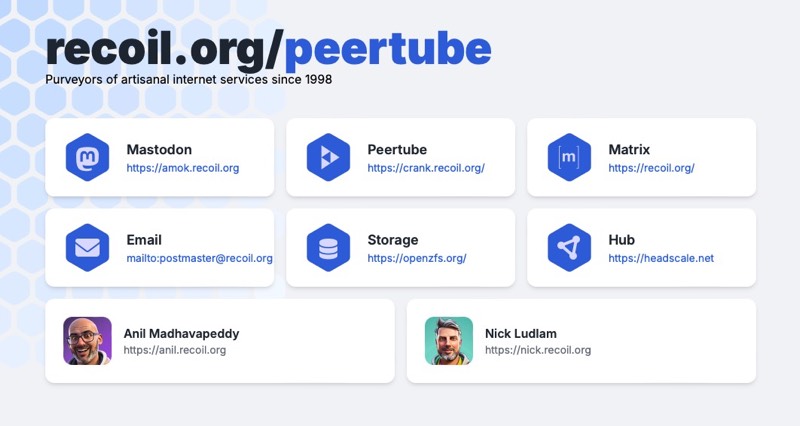 recoil.org/peertube
Purveyors of artisanal internet services since 1998
Mastodon
https://amok.recoil.org
Peertube
https://crank.recoil.org/
Matrix
https://recoil.org/
Email
mailto:postmaster@recoil.org
Storage
https://openzfs.org/
Hub
https://headscale.net
Anil Madhavapeddy
https://anil.recoil.org
Nick Ludlam
https://nick.recoil.org